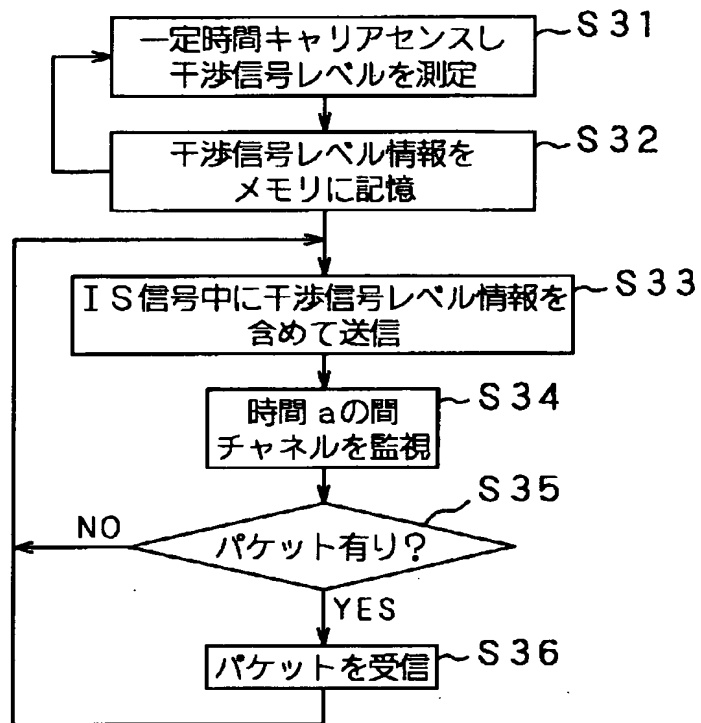 一定時間キャリアセンスし
干渉信号レベルを測定
S31
干渉信号レベル情報を
メモリに記憶
S32
IS信号中に干渉信号レベル情報を
含めて送信
S33
時間aの間
チャネルを監視
S34
S35
パケット有り?
NO
YES
パケットを受信
S36